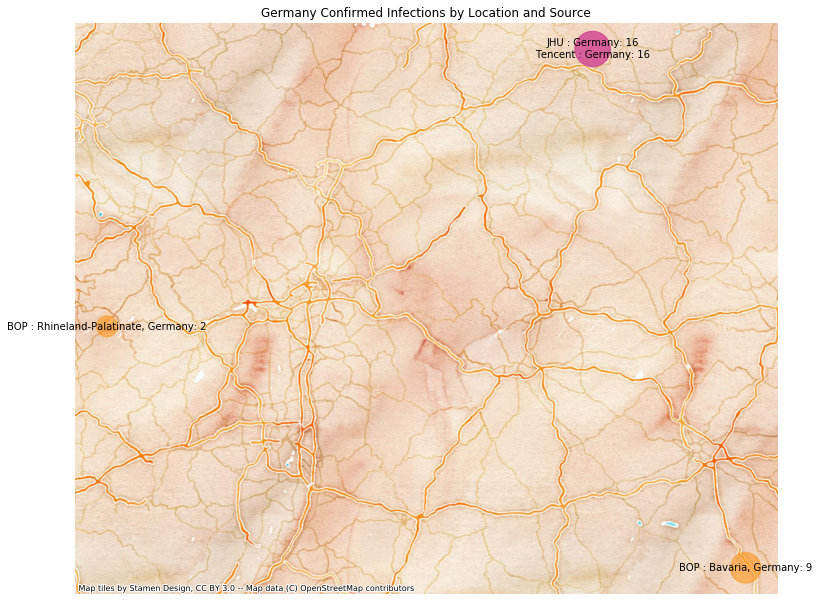 Germany Confirmed Infections by Location and Source
JHU : Germany: 16
Tencent : Germany: 16
BOP : Rhineland-Palatinate, Germany: 2
BOP : Bavaria, Germany: 9
Map tiles by Stamen Design, CC BY 3.0 -- Map data (C) OpenStreetMap contributors